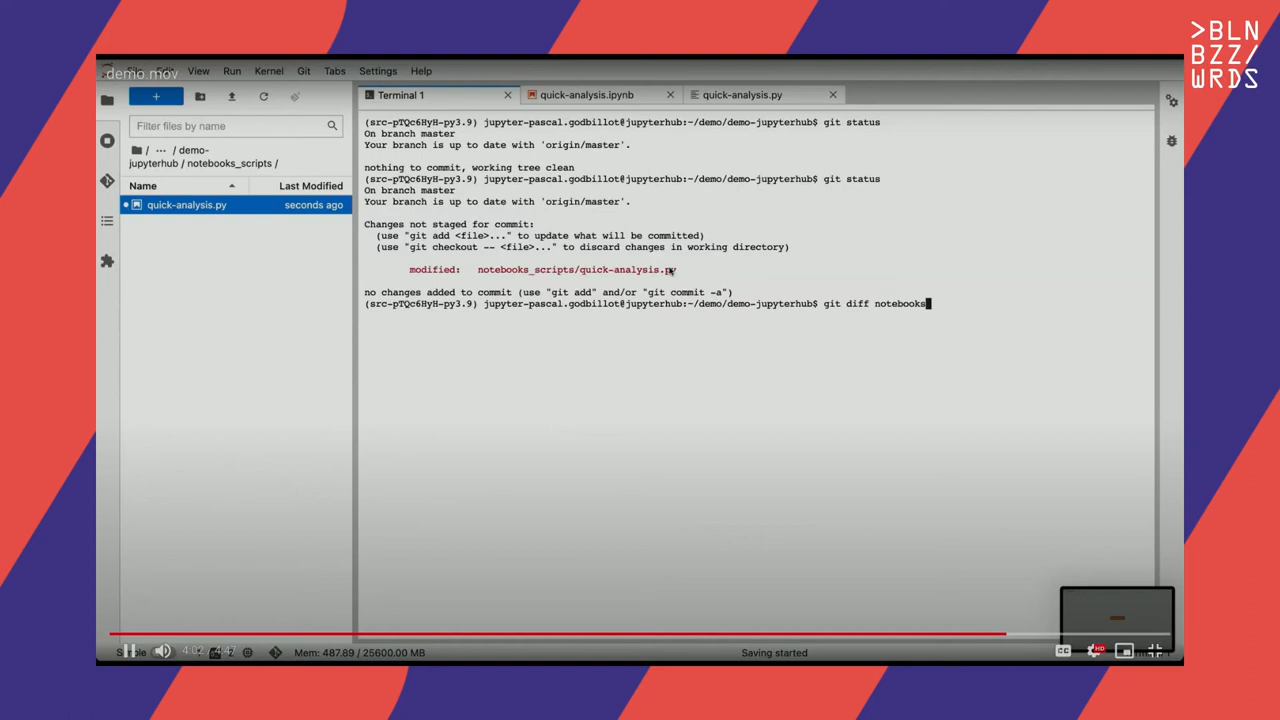 >BLN
BZZ/
WRDS
demo.mov
View Run Kernel Git Tabs Settings Help
Terminal 1
quick-analysis.ipynb
quick-analysis.py
Filter files by name
/ ··· / demo-
jupyterhub / notebooks_scripts /
Name Last Modified
quick-analysis.py seconds ago
(src-pTQc6HyH-py3.9) jupyter-pascal.godbillot@jupyterhub:~/demo/demo-jupyterhub$ git status
On branch master
Your branch is up to date with 'origin/master'.
nothing to commit, working tree clean
(src-pTQc6HyH-py3.9) jupyter-pascal.godbillot@jupyterhub:~/demo/demo-jupyterhub$ git status
On branch master
Your branch is up to date with 'origin/master'.
Changes not staged for commit:
(use "git add <file>..." to update what will be committed)
(use "git checkout -- <file>..." to discard changes in working directory)
modified: notebooks_scripts/quick-analysis.py
no changes added to commit (use "git add" and/or "git commit -a")
(src-pTQc6HyH-py3.9) jupyter-pascal.godbillot@jupyterhub:~/demo/demo-jupyterhub$ git diff notebooks
4:02 / 4:47
Mem: 487.89 / 25600.00 MB
Saving started
CC
HD